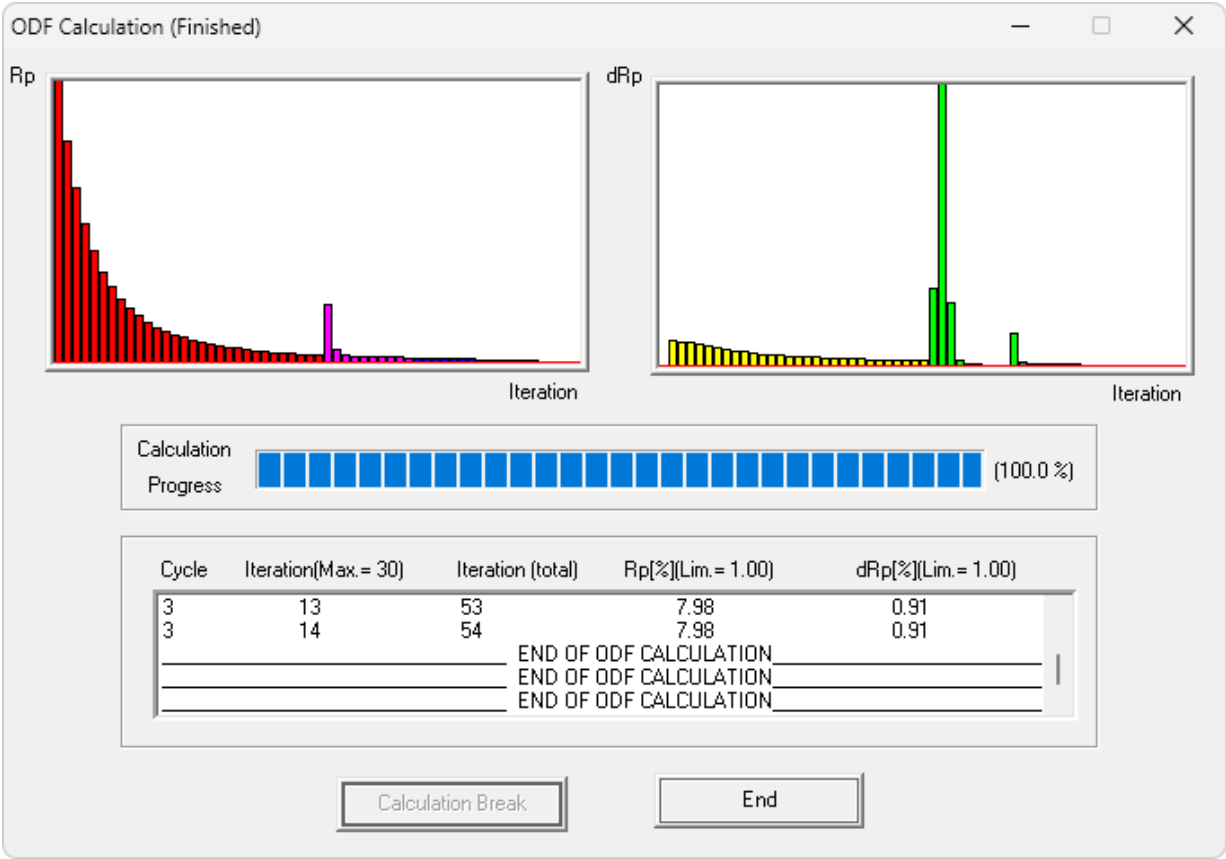 ODF Calculation (Finished)
Rp
dRp
Iteration
Iteration
Calculation
Progress
(100.0 %)
Cycle Iteration(Max.= 30) Iteration (total) Rp[%](Lim.= 1.00) dRp[%](Lim.= 1.00)
3 13 53 7.98 0.91
3 14 54 7.98 0.91
END OF ODF CALCULATION
END OF ODF CALCULATION
END OF ODF CALCULATION
Calculation Break
End